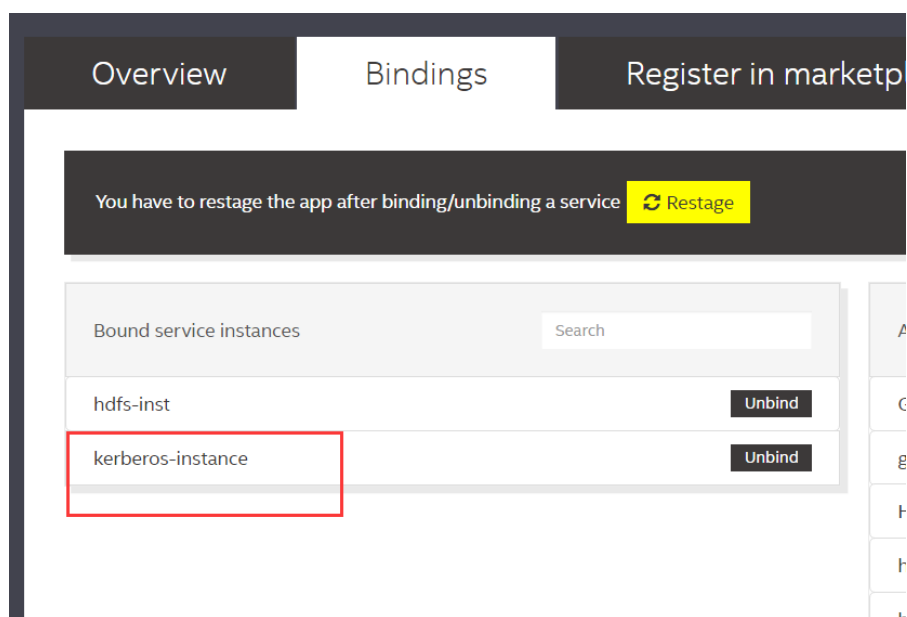 Overview
Bindings
Register in marketpl
You have to restage the app after binding/unbinding a service
Restage
Bound service instances
Search
hdfs-inst
Unbind
kerberos-instance
Unbind